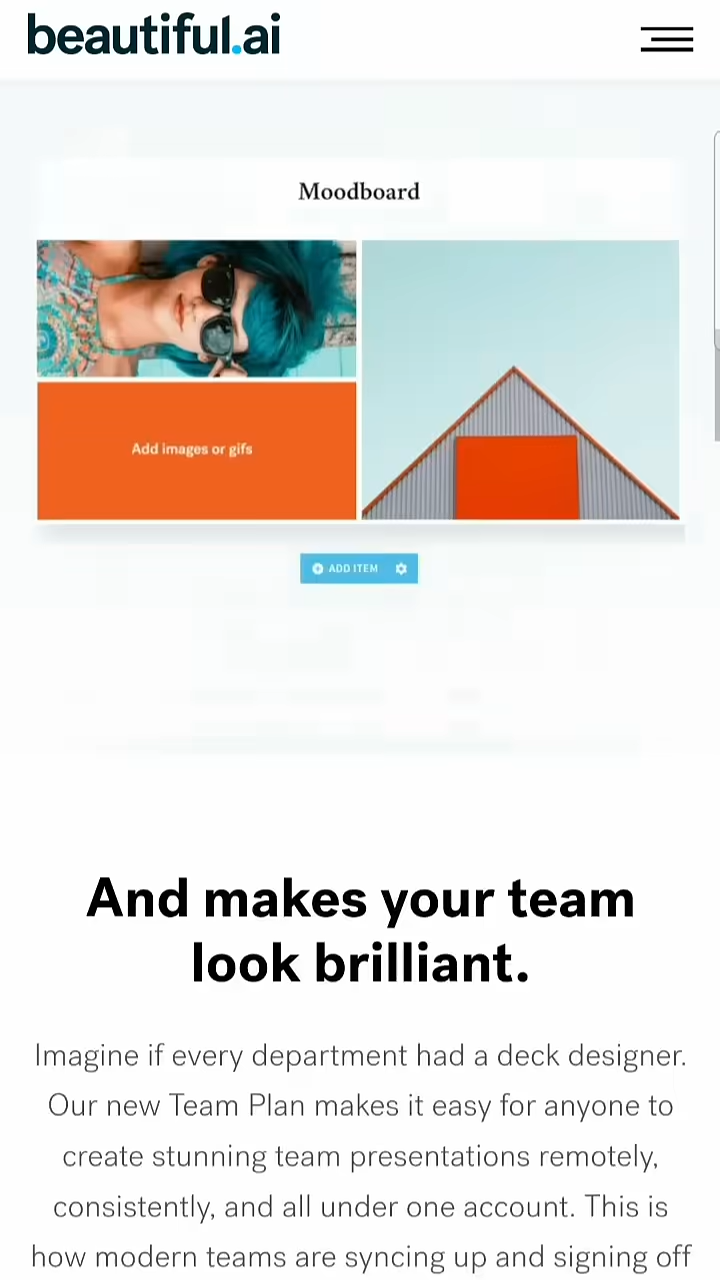 beautiful.ai
Moodboard
Add images or gifs
ADD ITEM
And makes your team
look brilliant.
Imagine if every department had a deck designer.
Our new Team Plan makes it easy for anyone to
create stunning team presentations remotely,
consistently, and all under one account. This is
how modern teams are syncing up and signing off